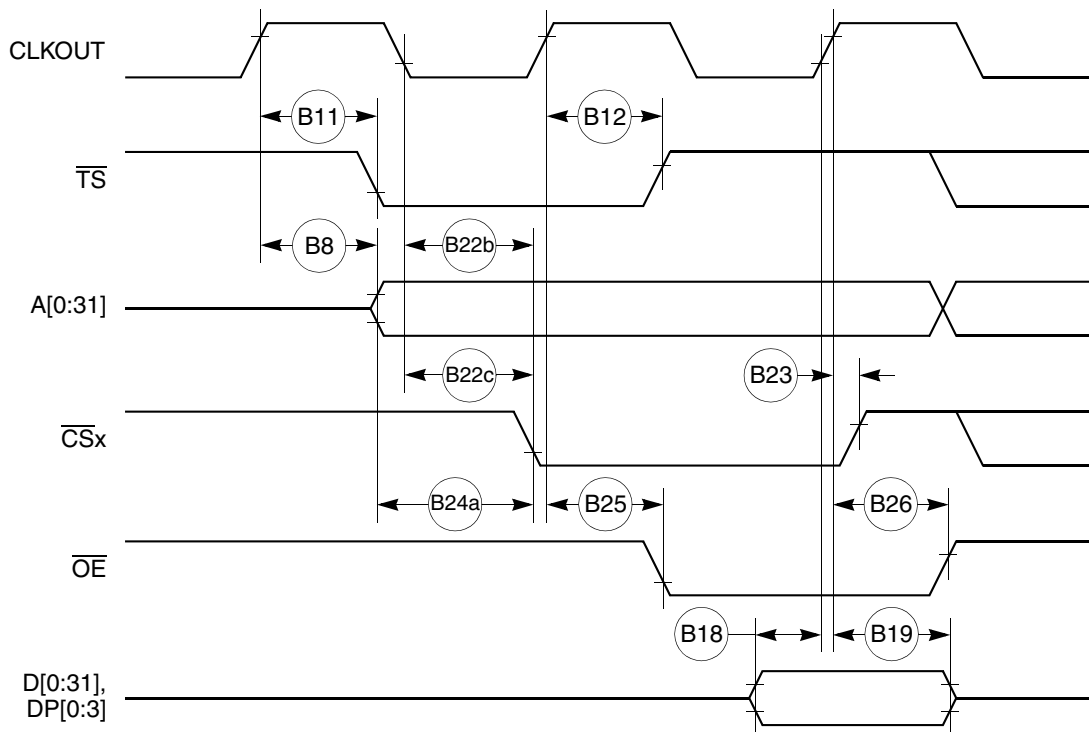 CLKOUT
B11
B12
TS
B8
B22b
A[0:31]
B22c
B23
CSx
B24a
B25
B26
OE
B18
B19
D[0:31],
DP[0:3]